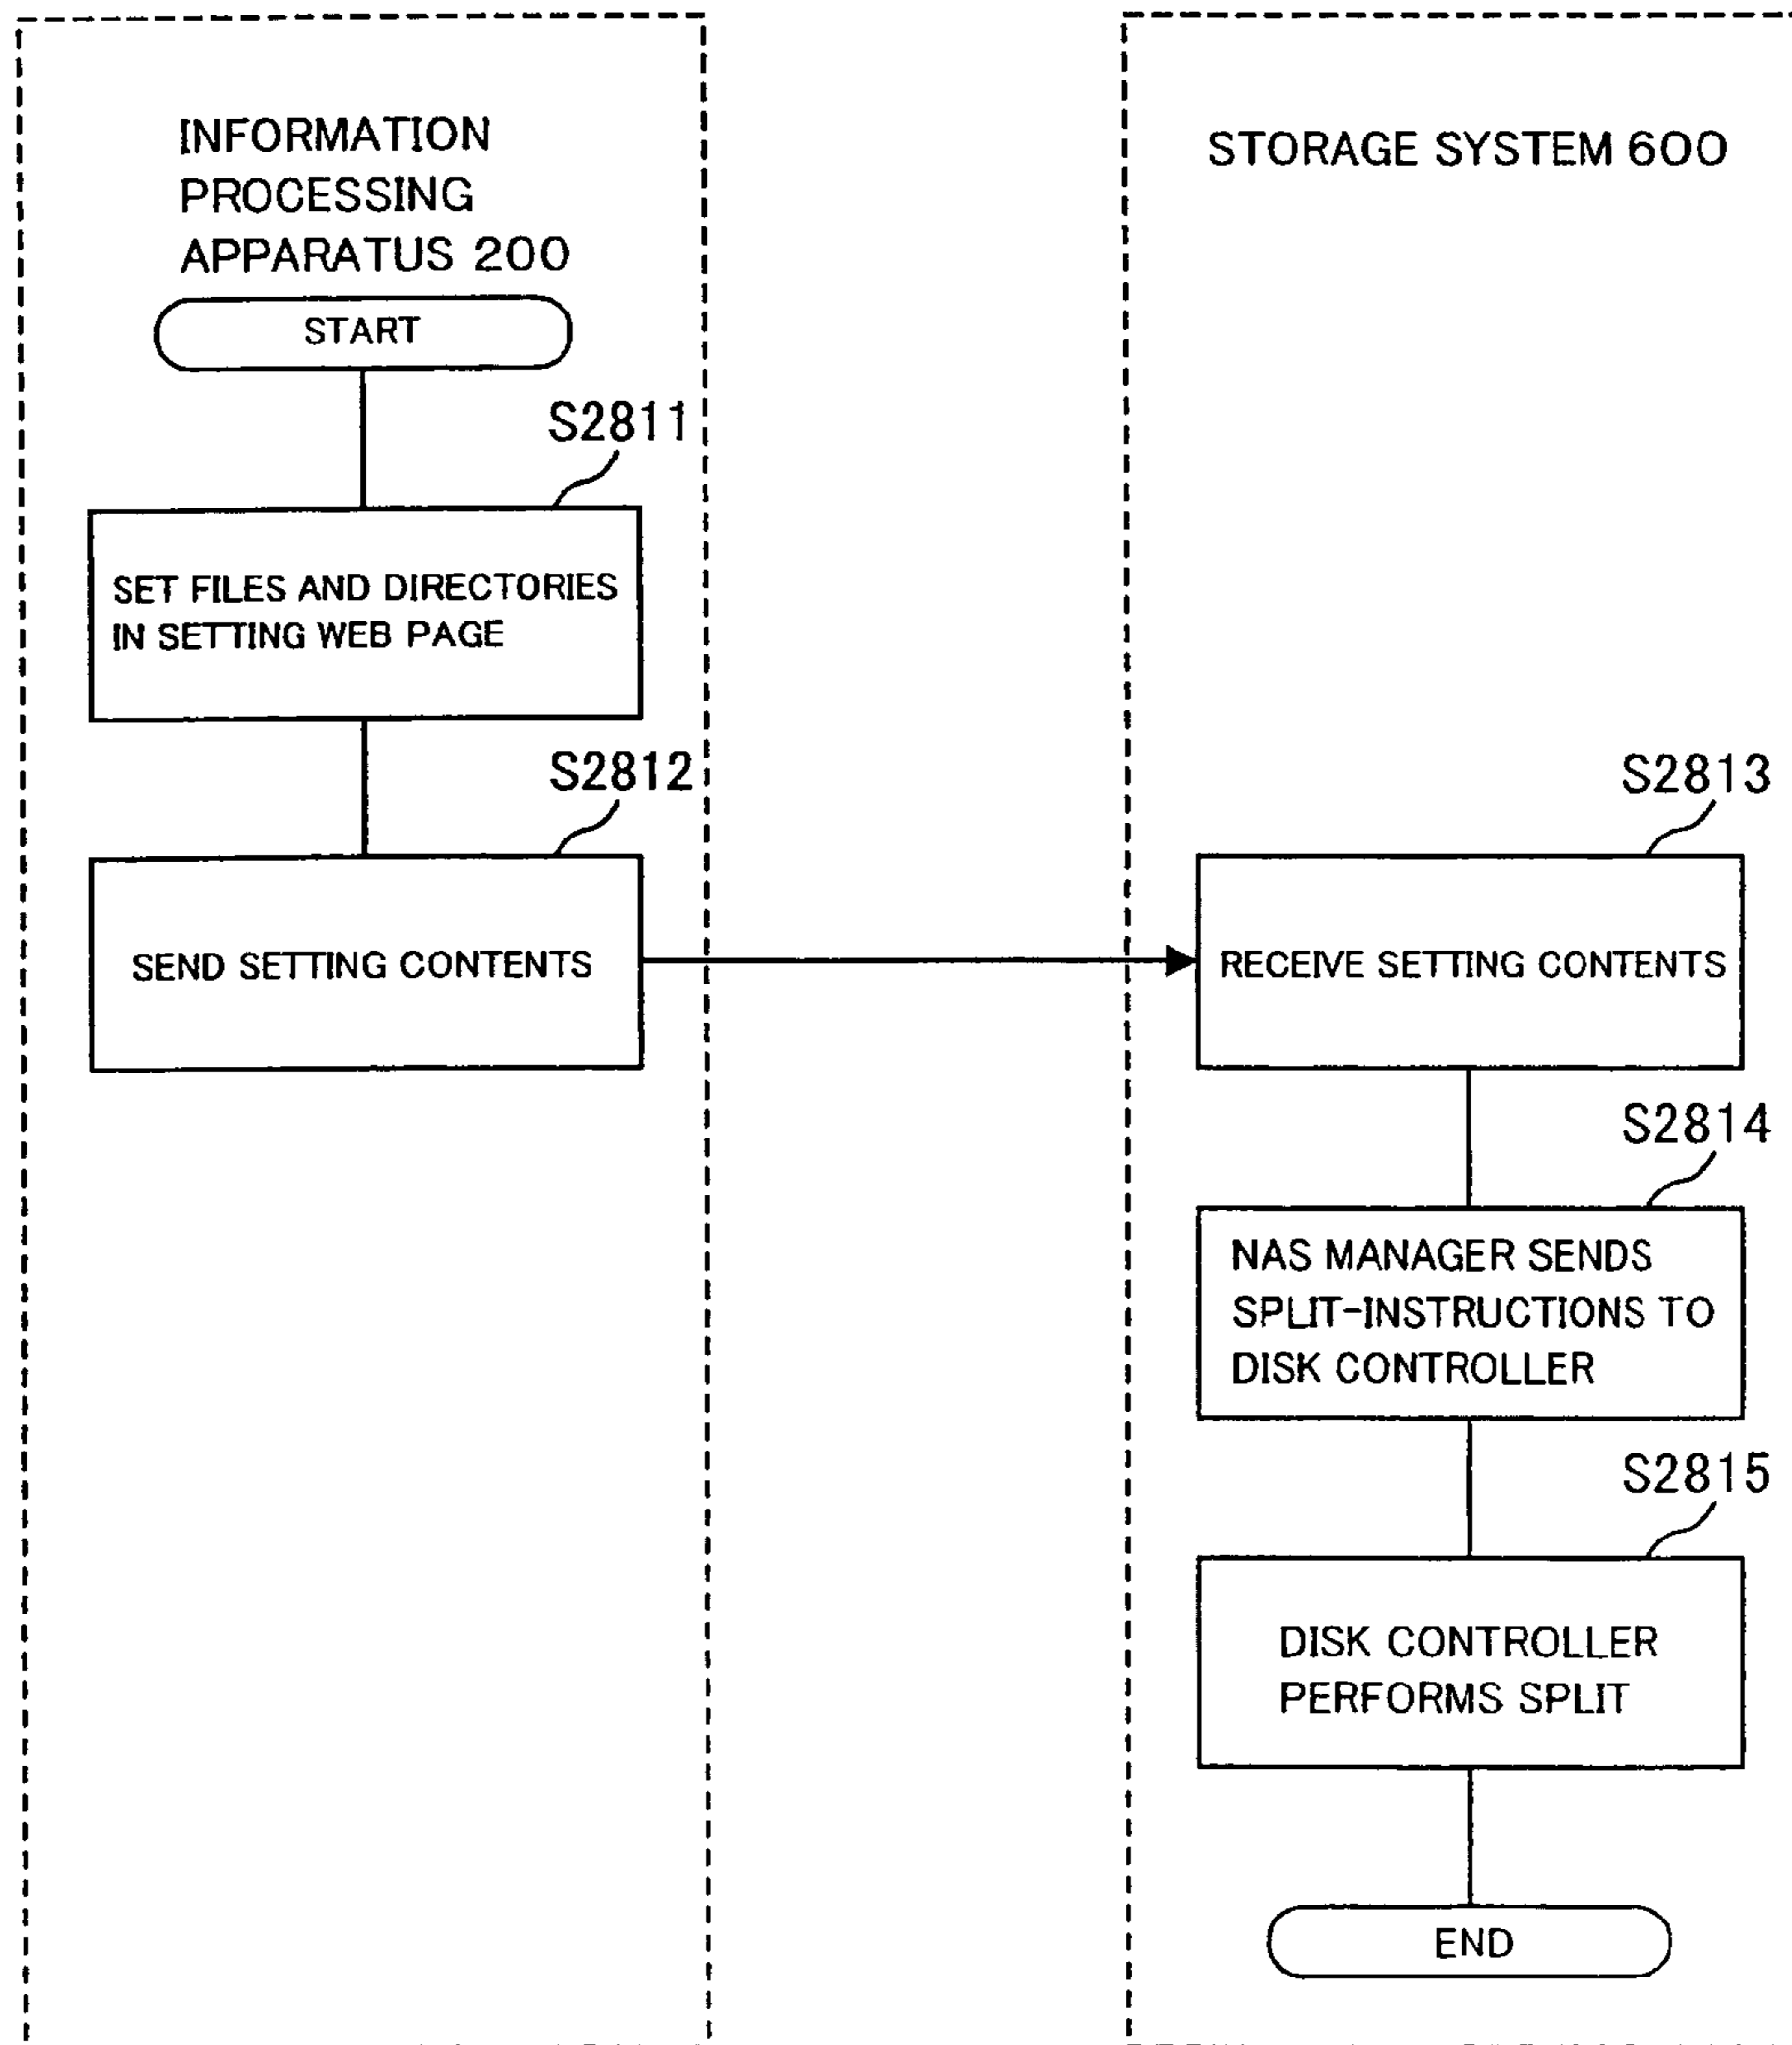 INFORMATION
PROCESSING
APPARATUS 200
START
S2811
SET FILES AND DIRECTORIES
IN SETTING WEB PAGE
S2812
SEND SETTING CONTENTS
STORAGE SYSTEM 600
S2813
RECEIVE SETTING CONTENTS
S2814
NAS MANAGER SENDS
SPLIT-INSTRUCTIONS TO
DISK CONTROLLER
S2815
DISK CONTROLLER
PERFORMS SPLIT
END